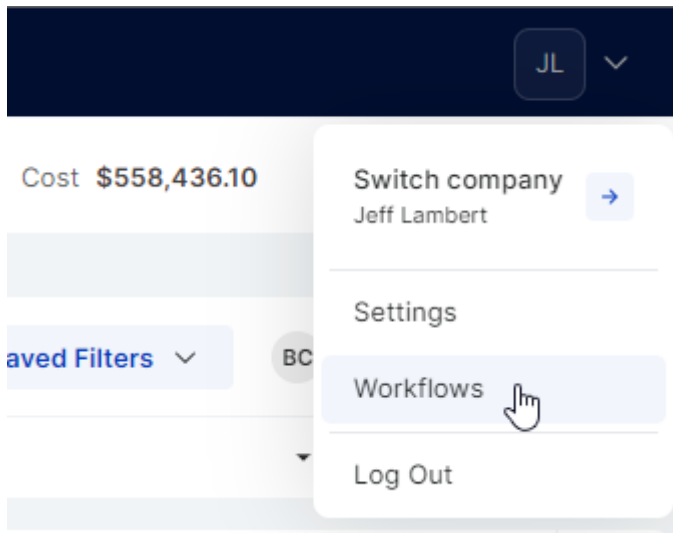 JL
Cost $558,436.10
Switch company
Jeff Lambert
Settings
aved Filters
BC
Workflows
Log Out